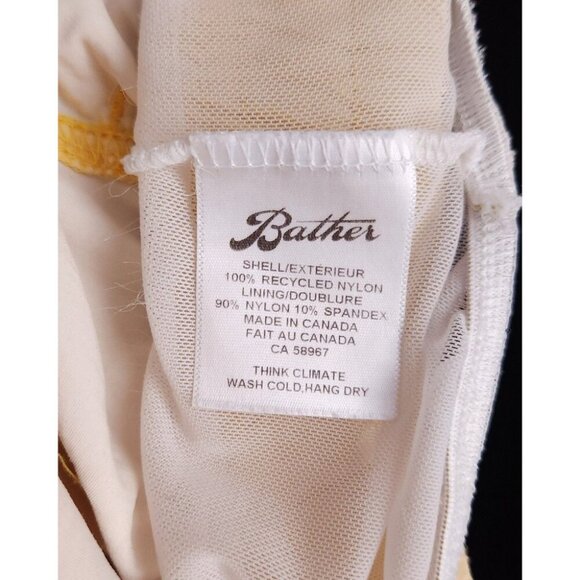 Bather
SHELL/EXTÉRIEUR
100% RECYCLED NYLON
LINING/DOUBLURE
90% NYLON 10% SPANDEX
MADE IN CANADA
FAIT AU CANADA
CA 58967
THINK CLIMATE
WASH COLD,HANG DRY